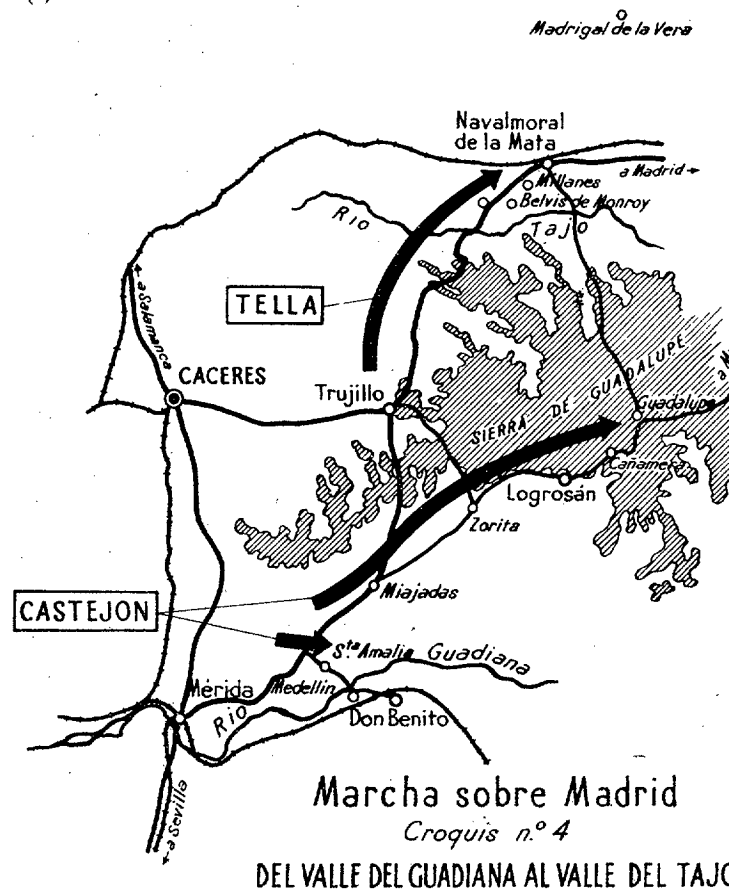 Madrigal de la Vera
Navalmoral
de la Mata
a Madrid
Millanes
Belvis de Monroy
Rio
Tajo
TELLA
a Salamanca
CACERES
Trujillo
SIERRA DE GUADALUPE
Guadalupe
Cañamero
Logrosán
Zorita
Miajadas
CASTEJON
Sta Amalia
Guadiana
Mérida
Medellin
Rio
Don Benito
a Sevilla
Marcha sobre Madrid
Croquis n.º 4
DEL VALLE DEL GUADIANA AL VALLE DEL TAJO